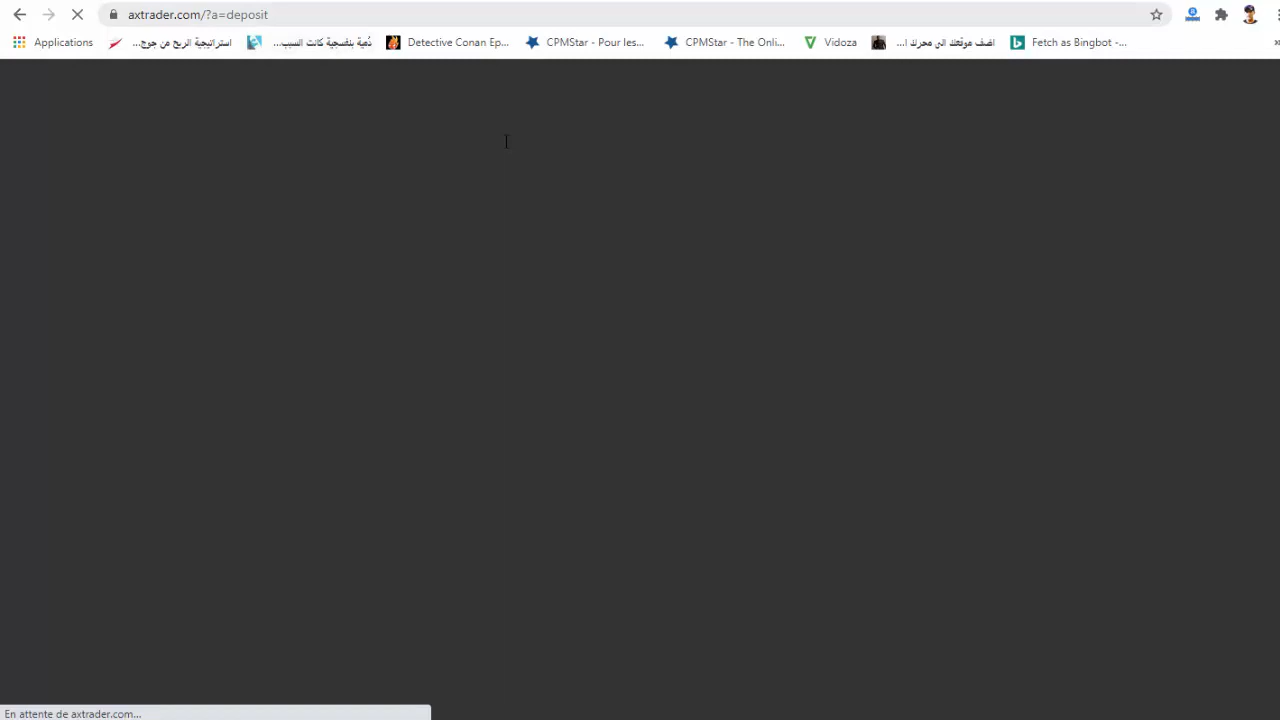 axtrader.com/?a=deposit
Applications
استراتيجية الربح من جوج...
دُمية بنفسجية كانت السبب...
Detective Conan Ep...
CPMStar - Pour les...
CPMStar - The Onli...
Vidoza
اضف موقعك الي محرك ا...
Fetch as Bingbot -...
En attente de axtrader.com...